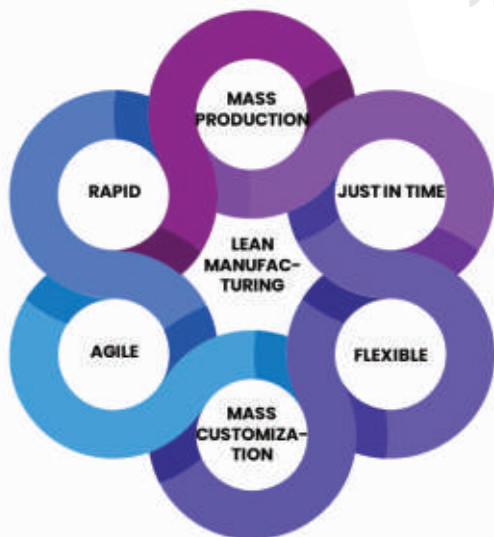 MASS
PRODUCTION
RAPID
JUST IN TIME
LEAN
MANUFAC-
TURING
AGILE
FLEXIBLE
MASS
CUSTOMIZA-
TION